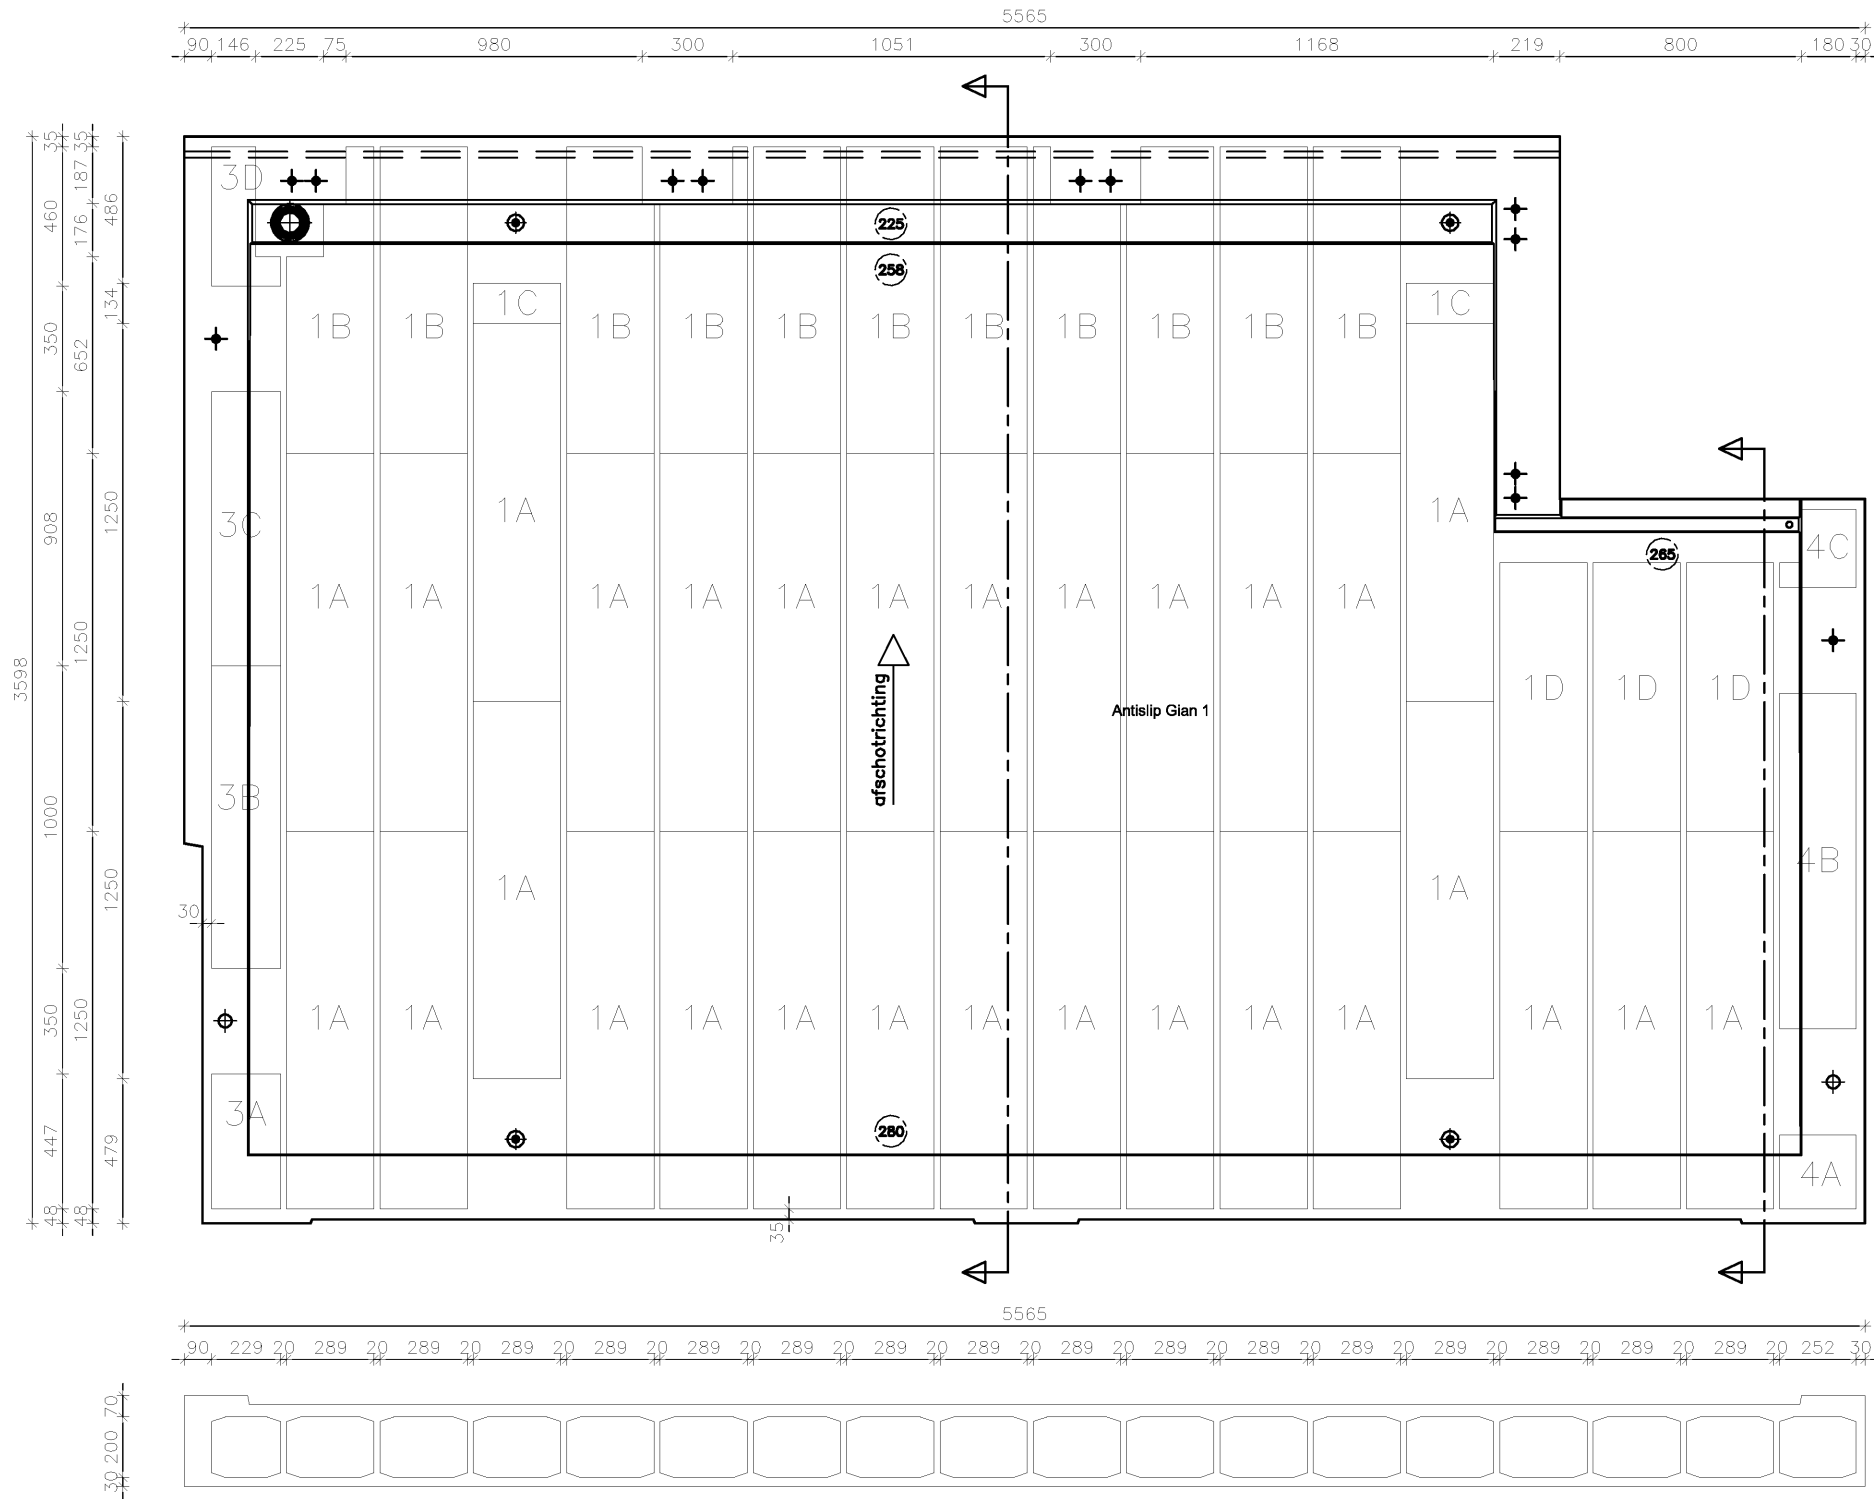 5565
90 146 225 75 980 300 1051 300 1168 219 800 180 30
3598
35 460 350 908 1000 350 447 48
35 187 176 652 1250 1250 48
486 134 1250 1250 479
3D
225
258
1C 1C
1B 1B 1B 1B 1B 1B 1B 1B 1B 1B 1B
3C 1A 1A
4C
265
1A 1A 1A 1A 1A 1A 1A 1A 1A 1A 1A
1D 1D 1D
afschotrichting
Antislip Gian 1
3B
4B
1A 1A
30
1A 1A 1A 1A 1A 1A 1A 1A 1A 1A 1A 1A 1A 1A
3A
280
4A
35
5565
90 229 20 289 20 289 20 289 20 289 20 289 20 289 20 289 20 289 20 289 20 289 20 289 20 289 20 289 20 289 20 289 20 289 20 252 30
70
200
30